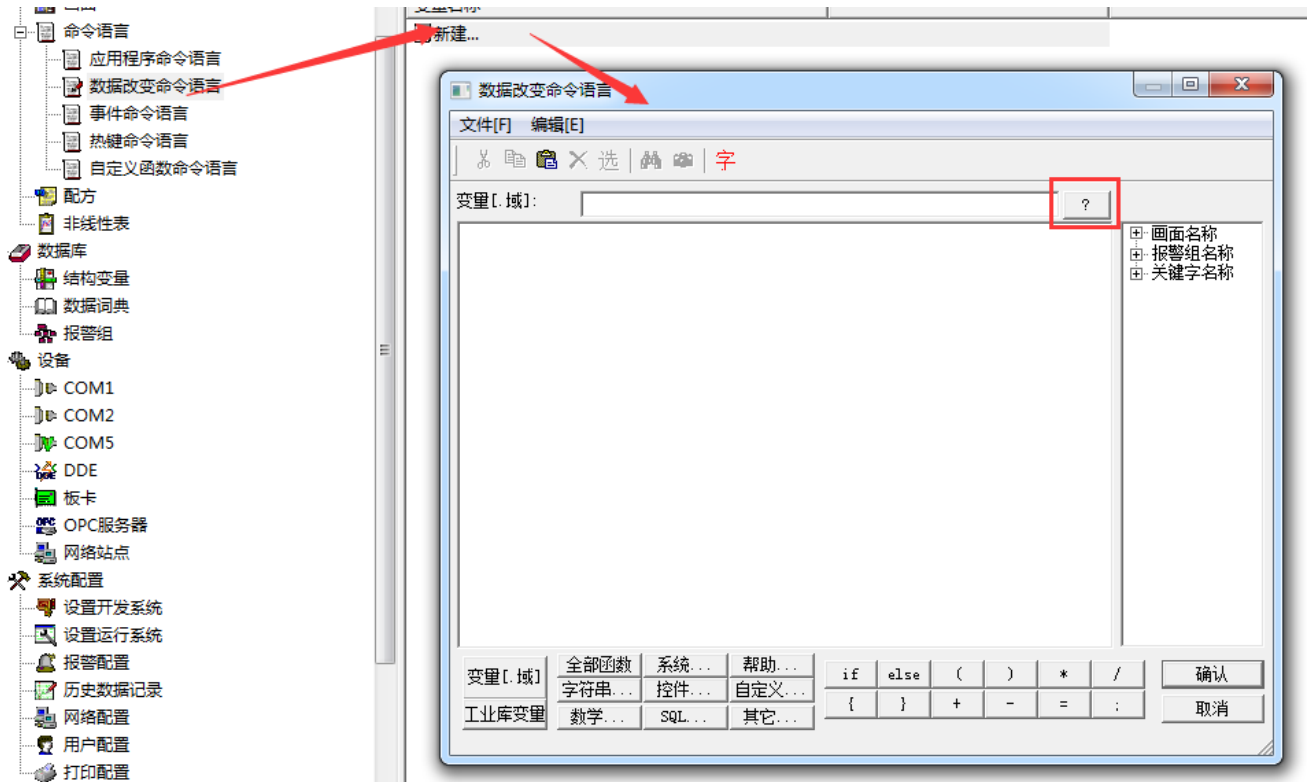 画面
变量名称
命令语言
新建...
应用程序命令语言
数据改变命令语言
事件命令语言
热键命令语言
自定义函数命令语言
配方
非线性表
数据库
结构变量
数据词典
报警组
设备
COM1
COM2
COM5
DDE
板卡
OPC服务器
网络站点
系统配置
设置开发系统
设置运行系统
报警配置
历史数据记录
网络配置
用户配置
打印配置
数据改变命令语言
文件[F] 编辑[E]
选 字
变量[.域]: ?
画面名称
报警组名称
关键字名称
变量[.域] 全部函数 系统... 帮助... if else ( ) * / 确认
字符串... 控件... 自定义...
工业库变量 数学... SQL... 其它... { } + - = ; 取消